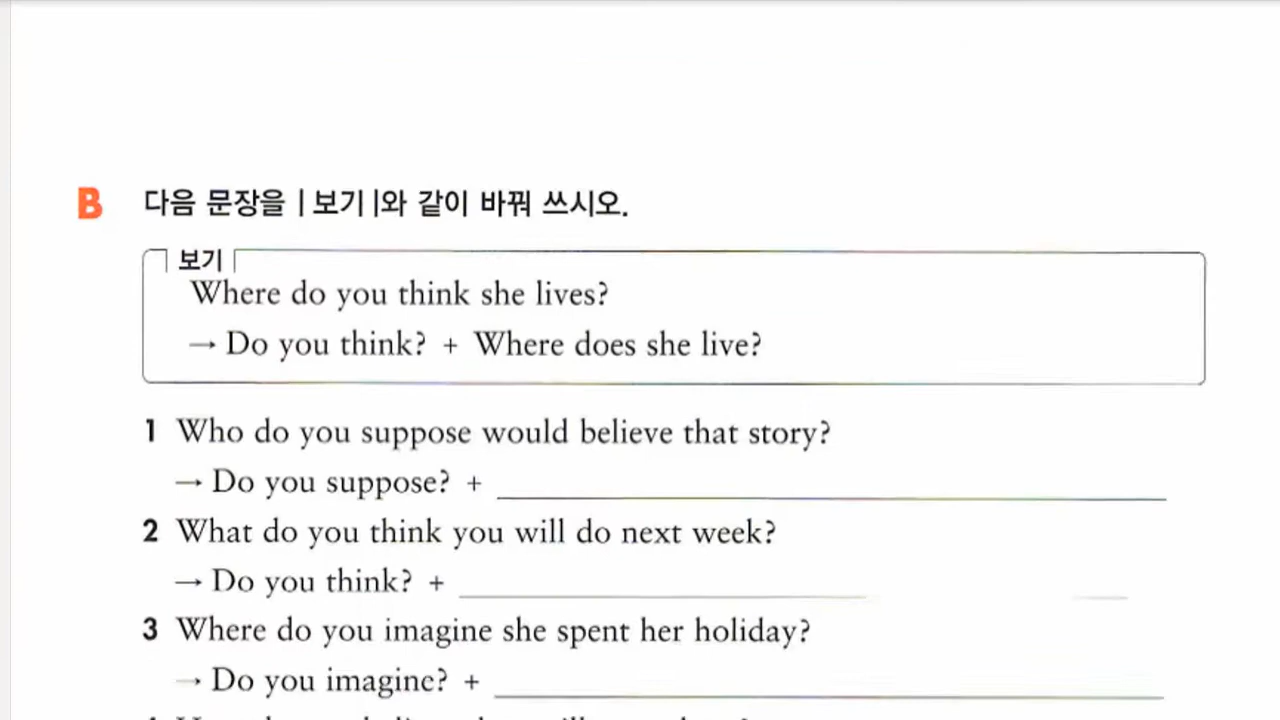 B 다음 문장을 |보기|와 같이 바꿔 쓰시오.
보기
Where do you think she lives?
→ Do you think? + Where does she live?
1 Who do you suppose would believe that story?
→ Do you suppose? +
2 What do you think you will do next week?
→ Do you think? +
3 Where do you imagine she spent her holiday?
→ Do you imagine? +